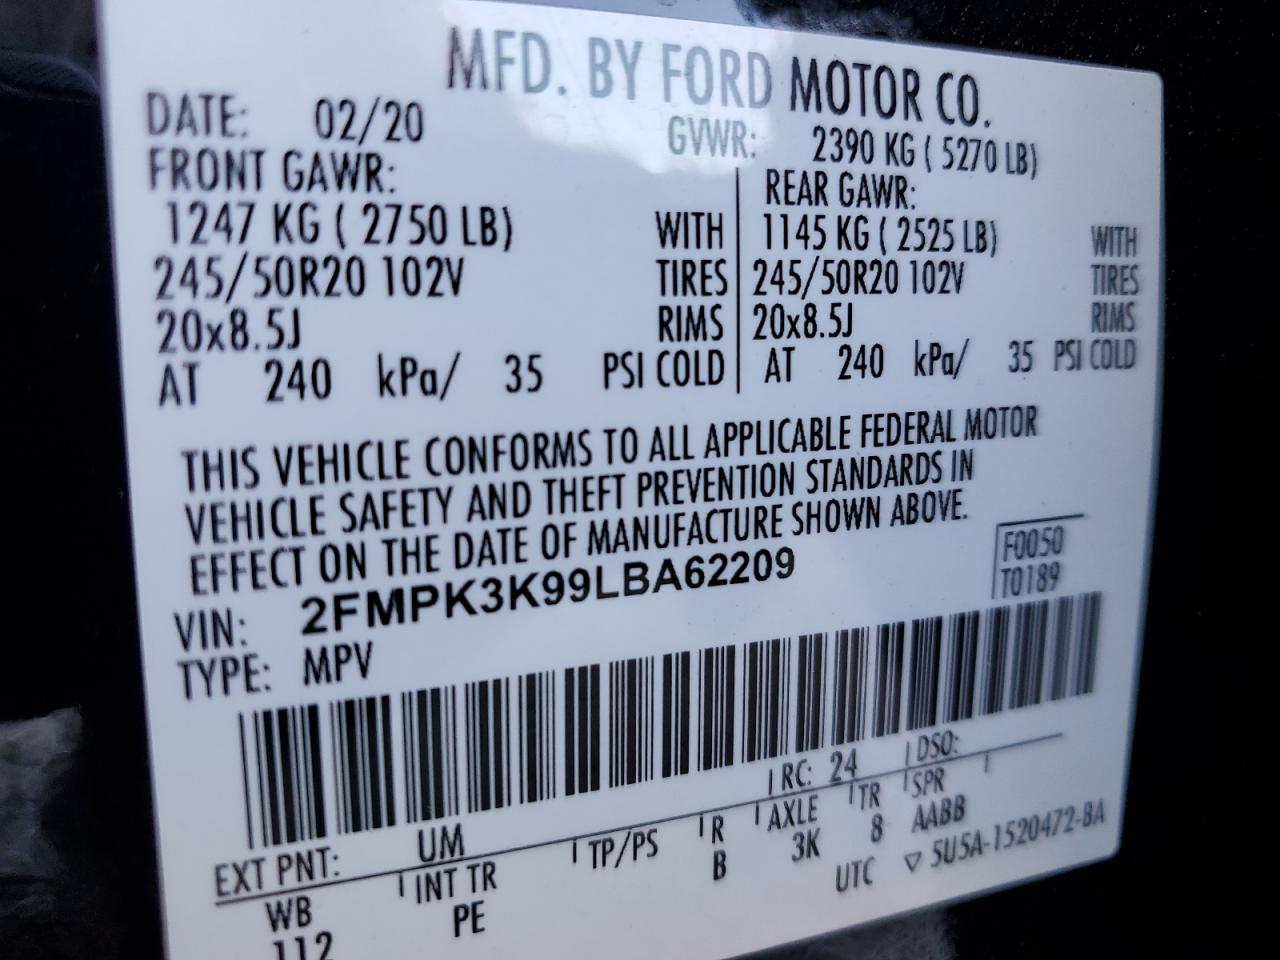 MFD. BY FORD MOTOR CO.
DATE: 02/20 GVWR: 2390 KG ( 5270 LB)
FRONT GAWR: REAR GAWR:
1247 KG ( 2750 LB) WITH 1145 KG ( 2525 LB) WITH
245/50R20 102V TIRES 245/50R20 102V TIRES
20x8.5J RIMS 20x8.5J RIMS
AT 240 kPa/ 35 PSI COLD AT 240 kPa/ 35 PSI COLD
THIS VEHICLE CONFORMS TO ALL APPLICABLE FEDERAL MOTOR
VEHICLE SAFETY AND THEFT PREVENTION STANDARDS IN
EFFECT ON THE DATE OF MANUFACTURE SHOWN ABOVE.
F0050
VIN: 2FMPK3K99LBA62209 T0189
TYPE: MPV
EXT PNT: UM RC: 24 DSO:
WB INT TR TP/PS R AXLE TR SPR
112 PE B 3K 8 AABB
UTC ▽ 5U5A-1520472-BA